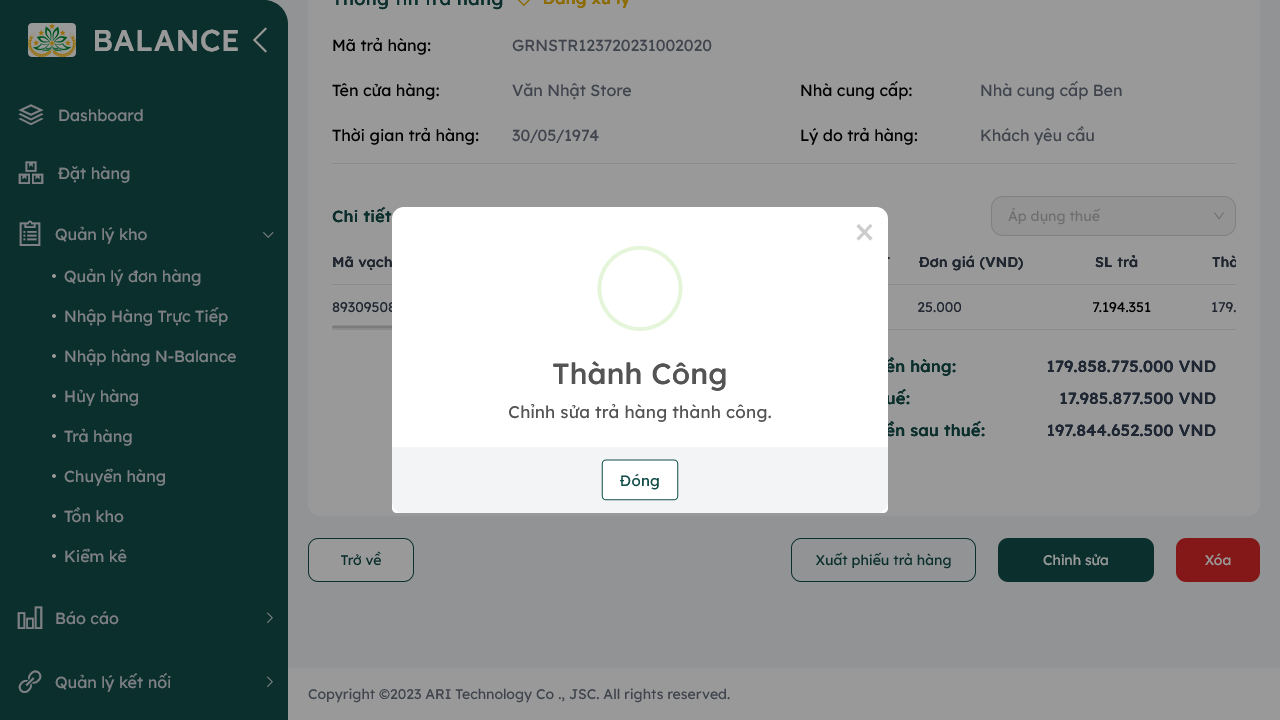 BALANCE
Dashboard
Đặt hàng
Quản lý kho
Quản lý đơn hàng
Nhập Hàng Trực Tiếp
Nhập hàng N-Balance
Hủy hàng
Trả hàng
Chuyển hàng
Tồn kho
Kiểm kê
Báo cáo
Quản lý kết nối
Thông tin trả hàng
Đang xử lý
Mã trả hàng:
GRNSTR123720231002020
Tên cửa hàng:
Văn Nhật Store
Nhà cung cấp:
Nhà cung cấp Ben
Thời gian trả hàng:
30/05/1974
Lý do trả hàng:
Khách yêu cầu
Chi tiết
Áp dụng thuế
Mã vạch
Đơn giá (VND)
SL trả
89309508
25.000
7.194.351
179.
hàng:
179.858.775.000 VND
17.985.877.500 VND
sau thuế:
197.844.652.500 VND
×
Thành Công
Chỉnh sửa trả hàng thành công.
Đóng
Trở về
Xuất phiếu trả hàng
Chỉnh sửa
Xóa
Copyright ©2023 ARI Technology Co ., JSC. All rights reserved.